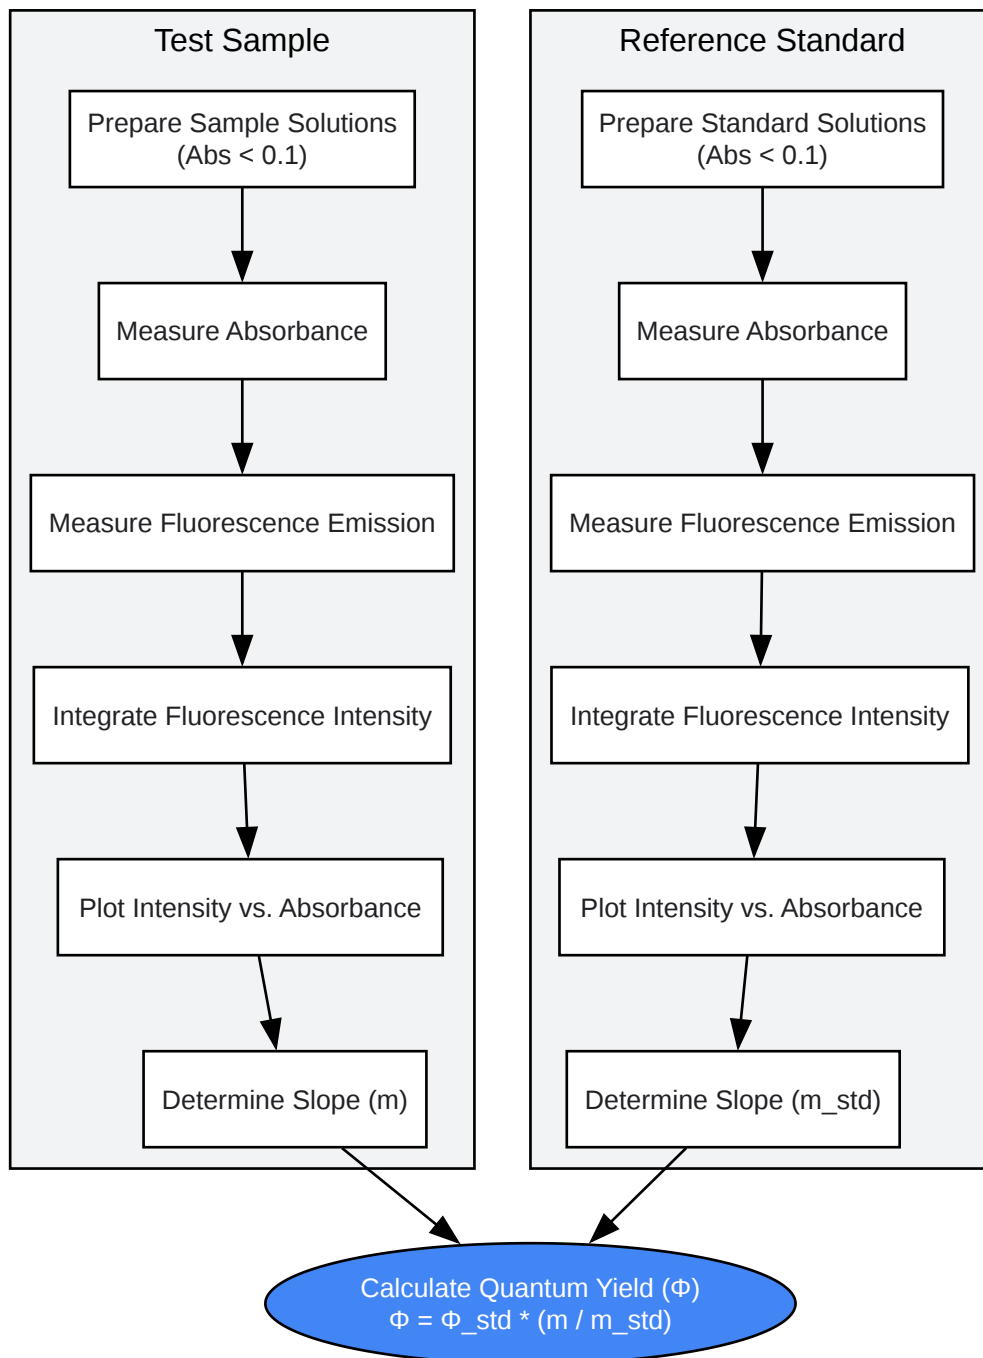 Test Sample
Prepare Sample Solutions
(Abs < 0.1)
Measure Absorbance
Measure Fluorescence Emission
Integrate Fluorescence Intensity
Plot Intensity vs. Absorbance
Determine Slope (m)
Reference Standard
Prepare Standard Solutions
(Abs < 0.1)
Measure Absorbance
Measure Fluorescence Emission
Integrate Fluorescence Intensity
Plot Intensity vs. Absorbance
Determine Slope (m_std)
Calculate Quantum Yield (Φ)
Φ = Φ_std * (m / m_std)